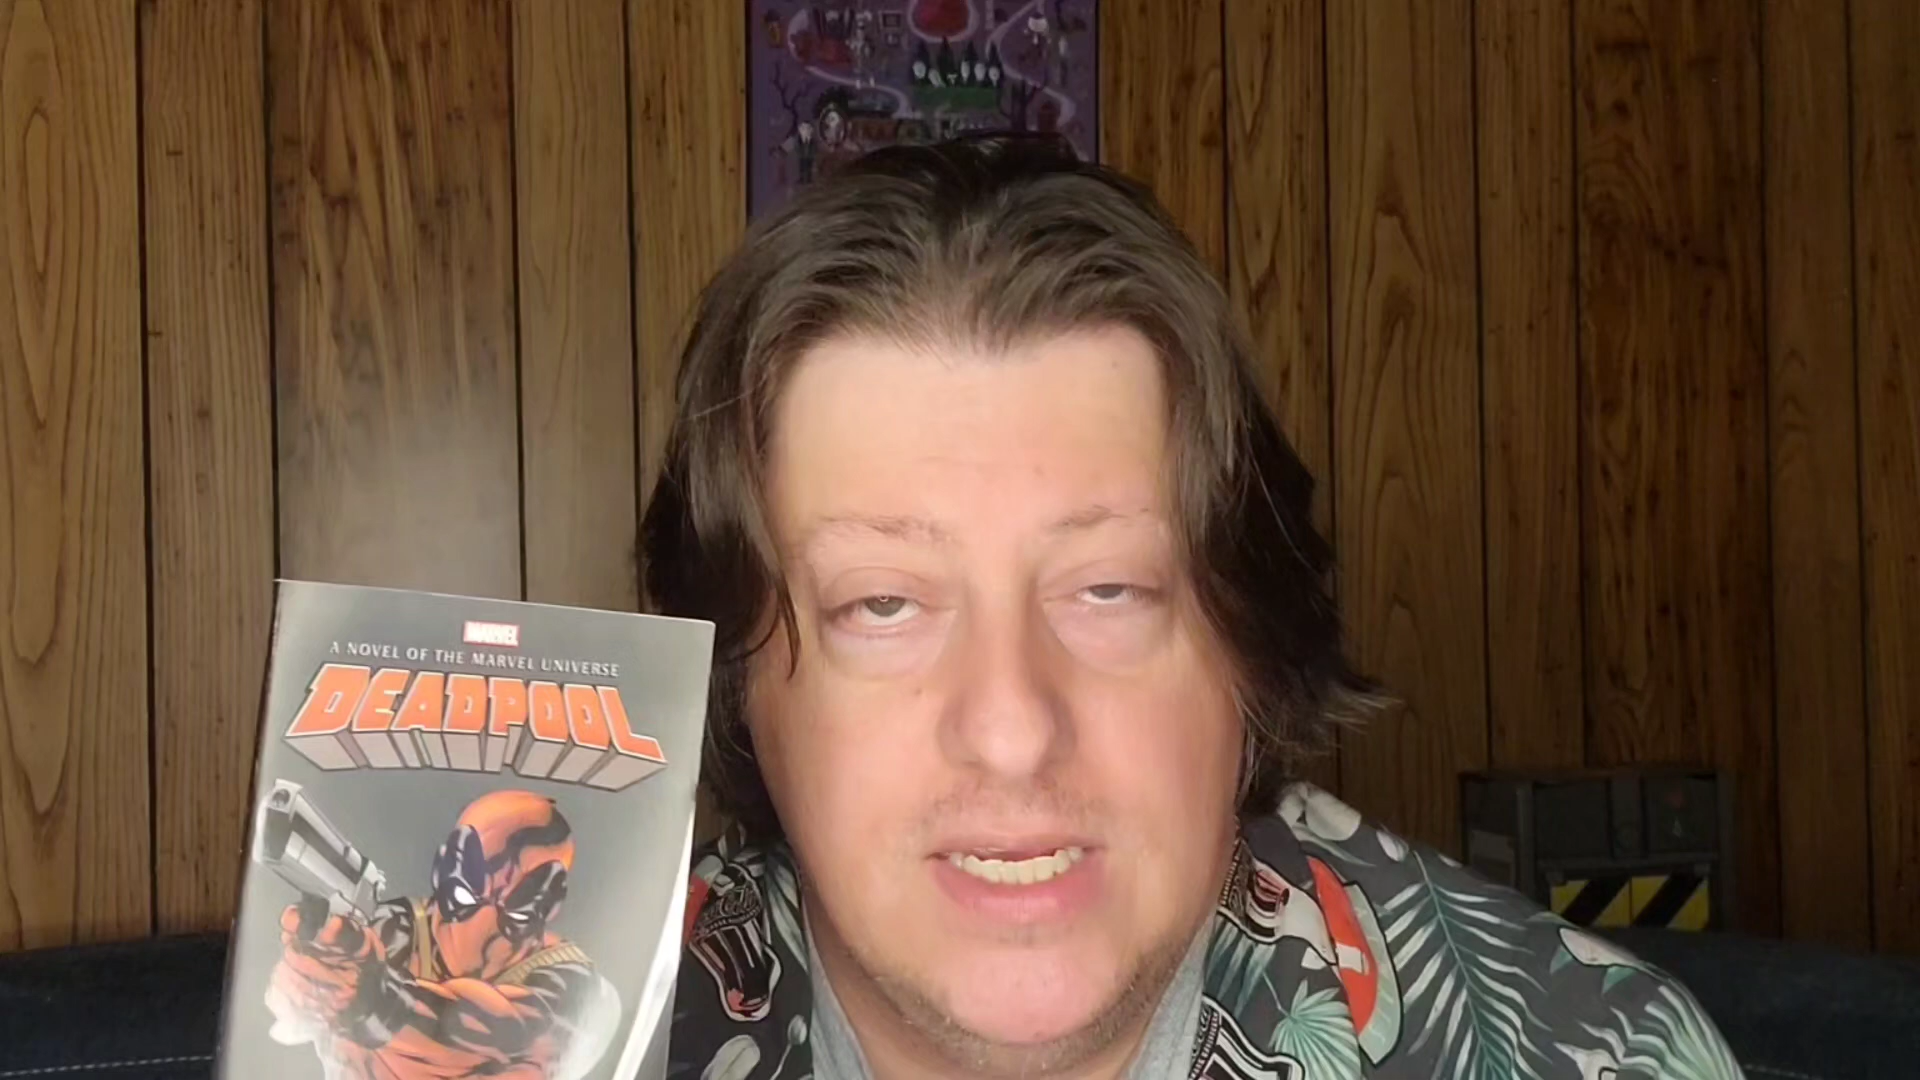 MARVEL
A NOVEL OF THE MARVEL UNIVERSE
DEADPOOL